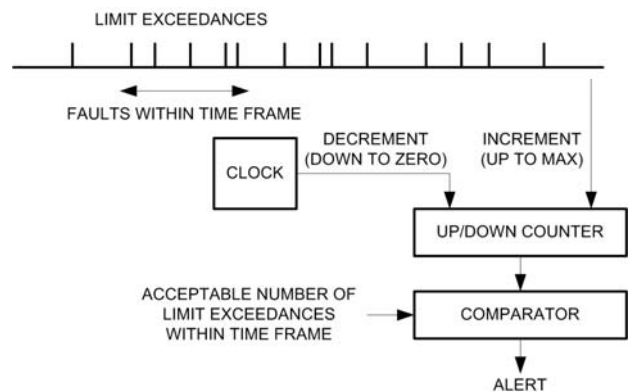 LIMIT EXCEEDANCES
FAULTS WITHIN TIME FRAME
DECREMENT
(DOWN TO ZERO)
INCREMENT
(UP TO MAX)
CLOCK
UP/DOWN COUNTER
ACCEPTABLE NUMBER OF
LIMIT EXCEEDANCES
WITHIN TIME FRAME
COMPARATOR
ALERT